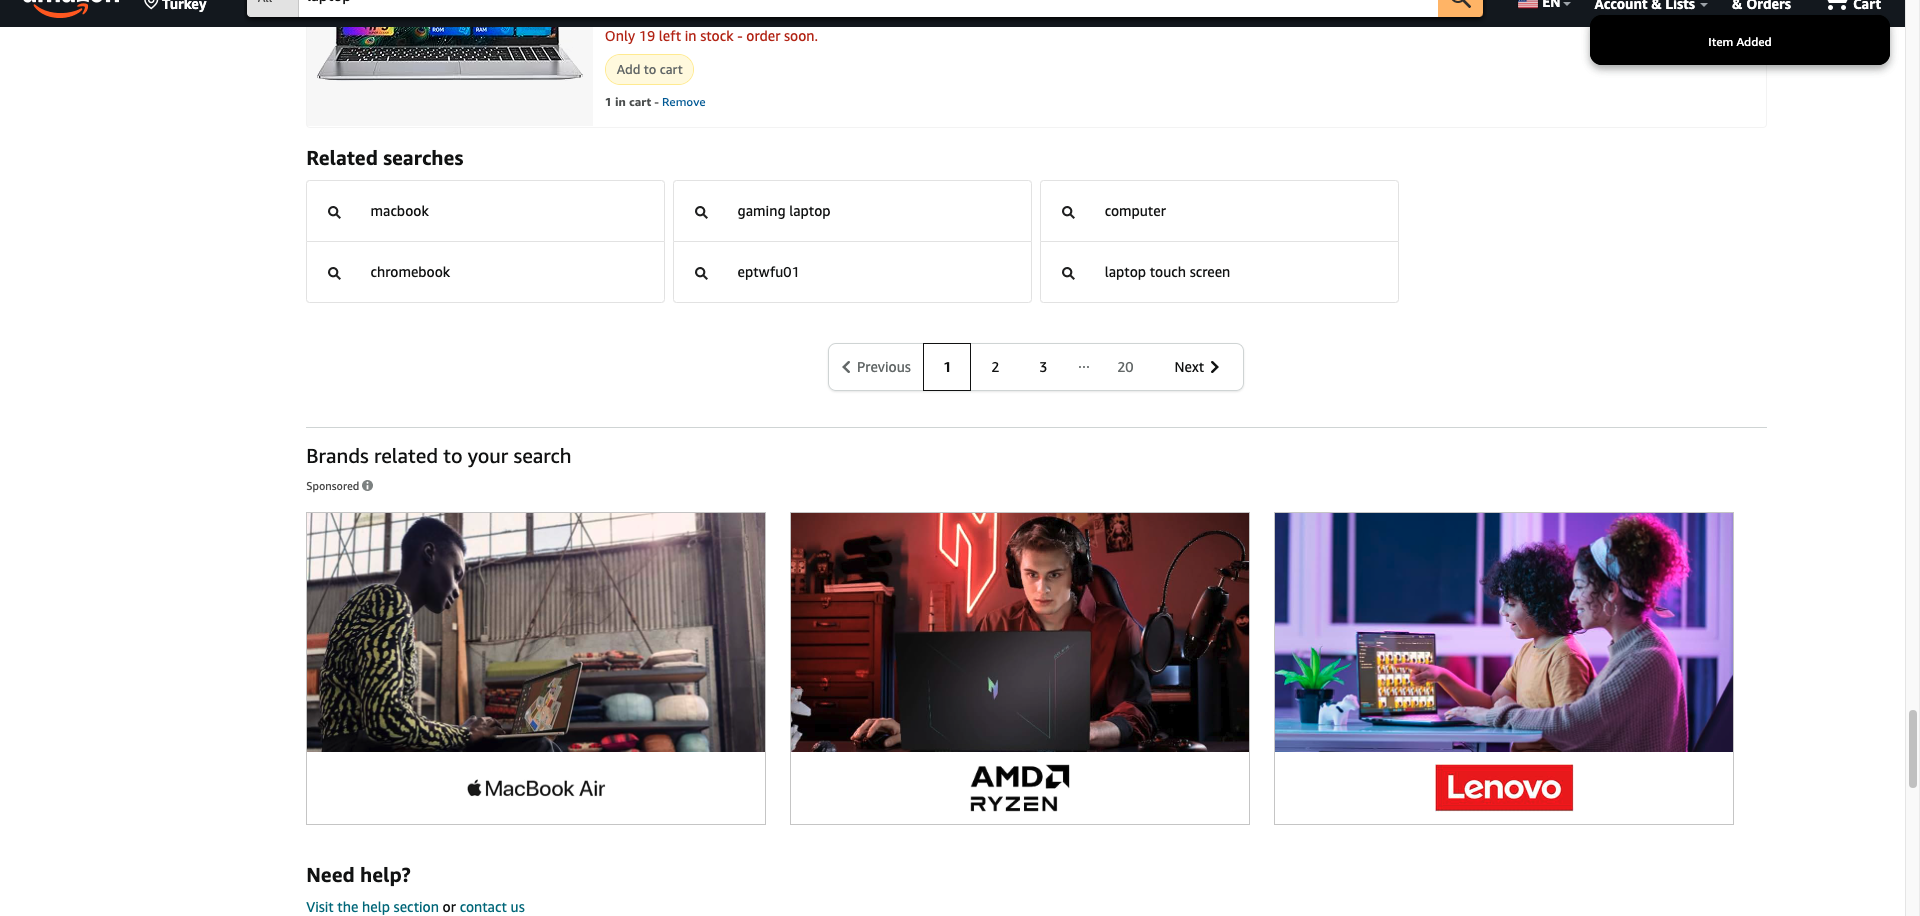 Turkey
laptop
EN
Account & Lists
& Orders
Cart
Item Added
ROM
RAM
Only 19 left in stock - order soon.
Add to cart
1 in cart - Remove
Related searches
macbook
gaming laptop
computer
chromebook
eptwfu01
laptop touch screen
Previous
1
2
3
...
20
Next
Brands related to your search
Sponsored
MacBook Air
AMD
RYZEN
Lenovo
Need help?
Visit the help section or contact us